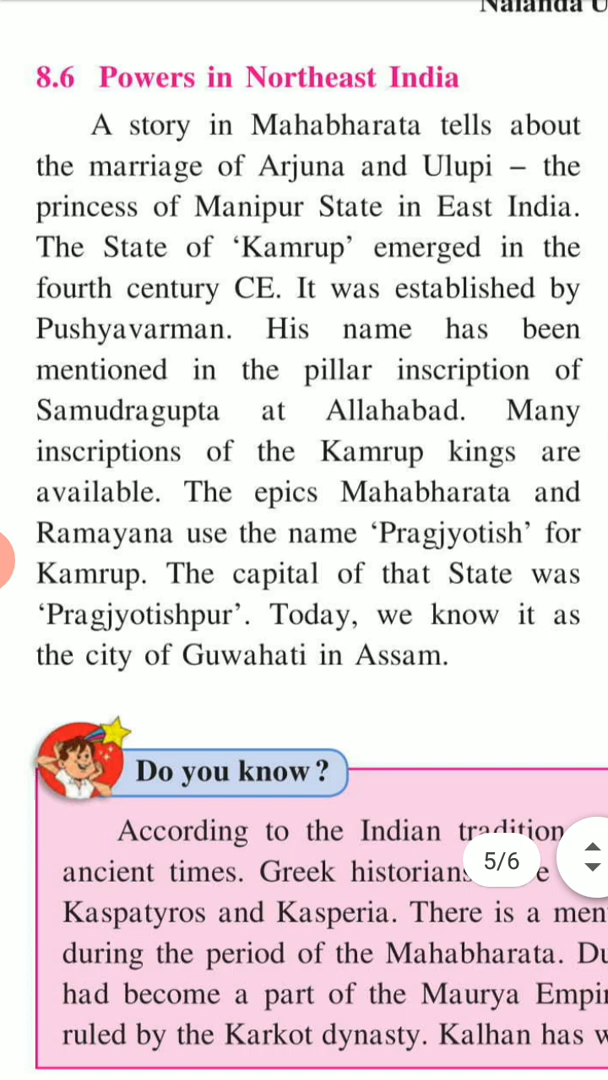 Nalanda U
8.6 Powers in Northeast India
A story in Mahabharata tells about
the marriage of Arjuna and Ulupi – the
princess of Manipur State in East India.
The State of ‘Kamrup’ emerged in the
fourth century CE. It was established by
Pushyavarman. His name has been
mentioned in the pillar inscription of
Samudragupta at Allahabad. Many
inscriptions of the Kamrup kings are
available. The epics Mahabharata and
Ramayana use the name ‘Pragjyotish’ for
Kamrup. The capital of that State was
‘Pragjyotishpur’. Today, we know it as
the city of Guwahati in Assam.
Do you know ?
According to the Indian tradition
ancient times. Greek historians
Kaspatyros and Kasperia. There is a men
during the period of the Mahabharata. Du
had become a part of the Maurya Empi
ruled by the Karkot dynasty. Kalhan has w
5/6